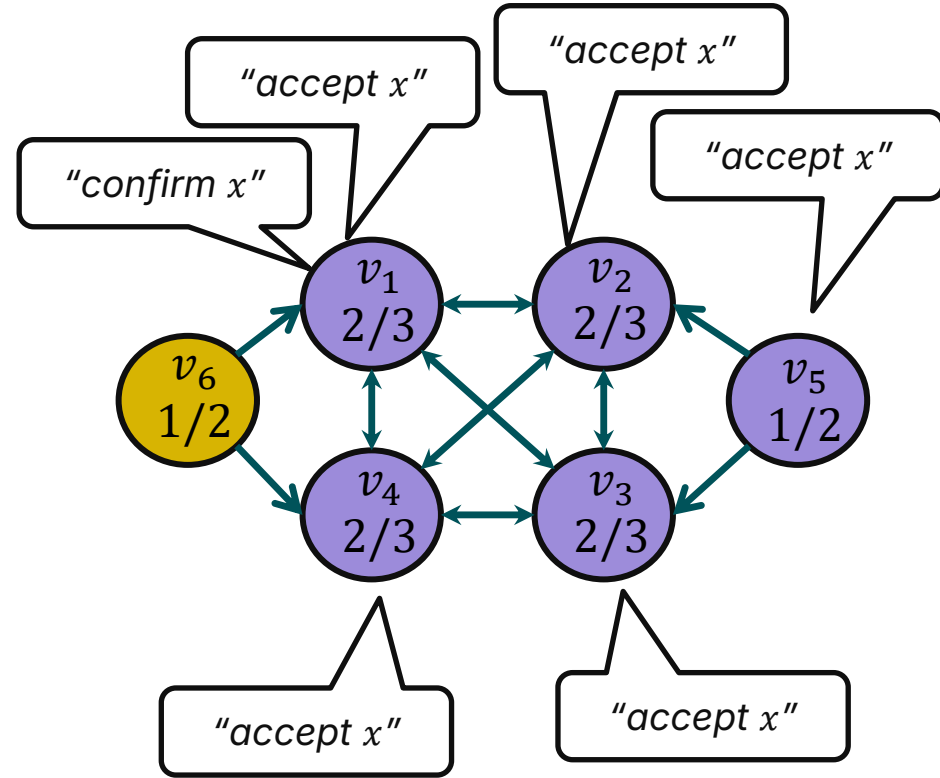 “accept 𝑥”
“accept 𝑥”
“accept 𝑥”
“confirm 𝑥”
𝑣₁
2/3
𝑣₂
2/3
𝑣₆
1/2
𝑣₅
1/2
𝑣₄
2/3
𝑣₃
2/3
“accept 𝑥”
“accept 𝑥”